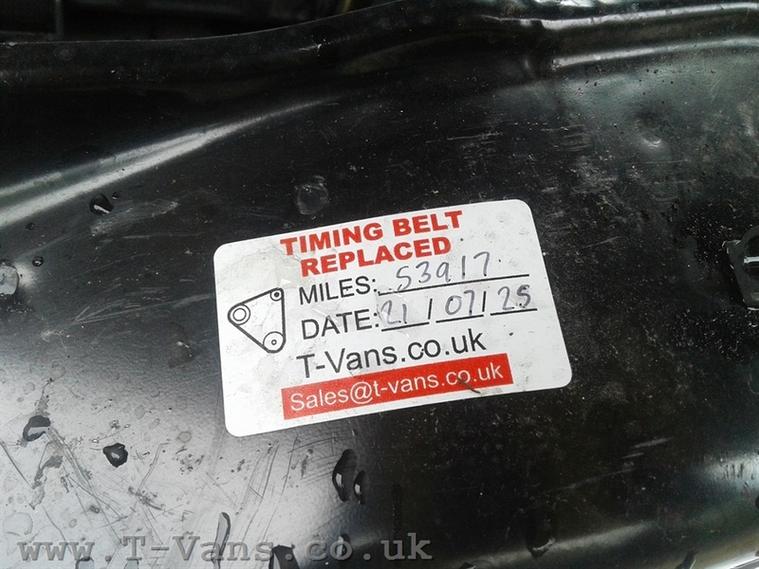 TIMING BELT
REPLACED
MILES: 53917
DATE: 21/07/25
T-Vans.co.uk
Sales@t-vans.co.uk
www.T-Vans.co.uk